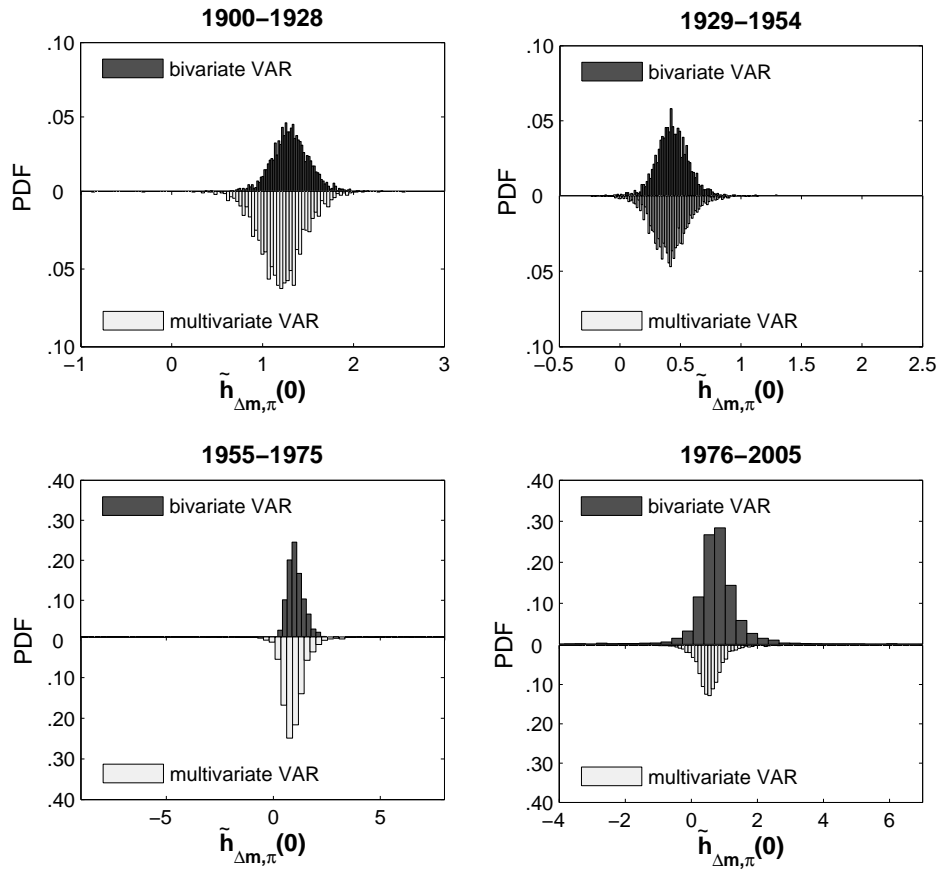 1900−1928
.10
.05
0
.05
.10
PDF
bivariate VAR
multivariate VAR
−1 0 1 2 3
h̃Δm,π(0)
1929−1954
.10
.05
0
.05
.10
PDF
bivariate VAR
multivariate VAR
−0.5 0 0.5 1 1.5 2 2.5
h̃Δm,π(0)
1955−1975
.40
.30
.20
.10
0
.10
.20
.30
.40
PDF
bivariate VAR
multivariate VAR
−5 0 5
h̃Δm,π(0)
1976−2005
.40
.30
.20
.10
0
.10
.20
.30
.40
PDF
bivariate VAR
multivariate VAR
−4 −2 0 2 4 6
h̃Δm,π(0)